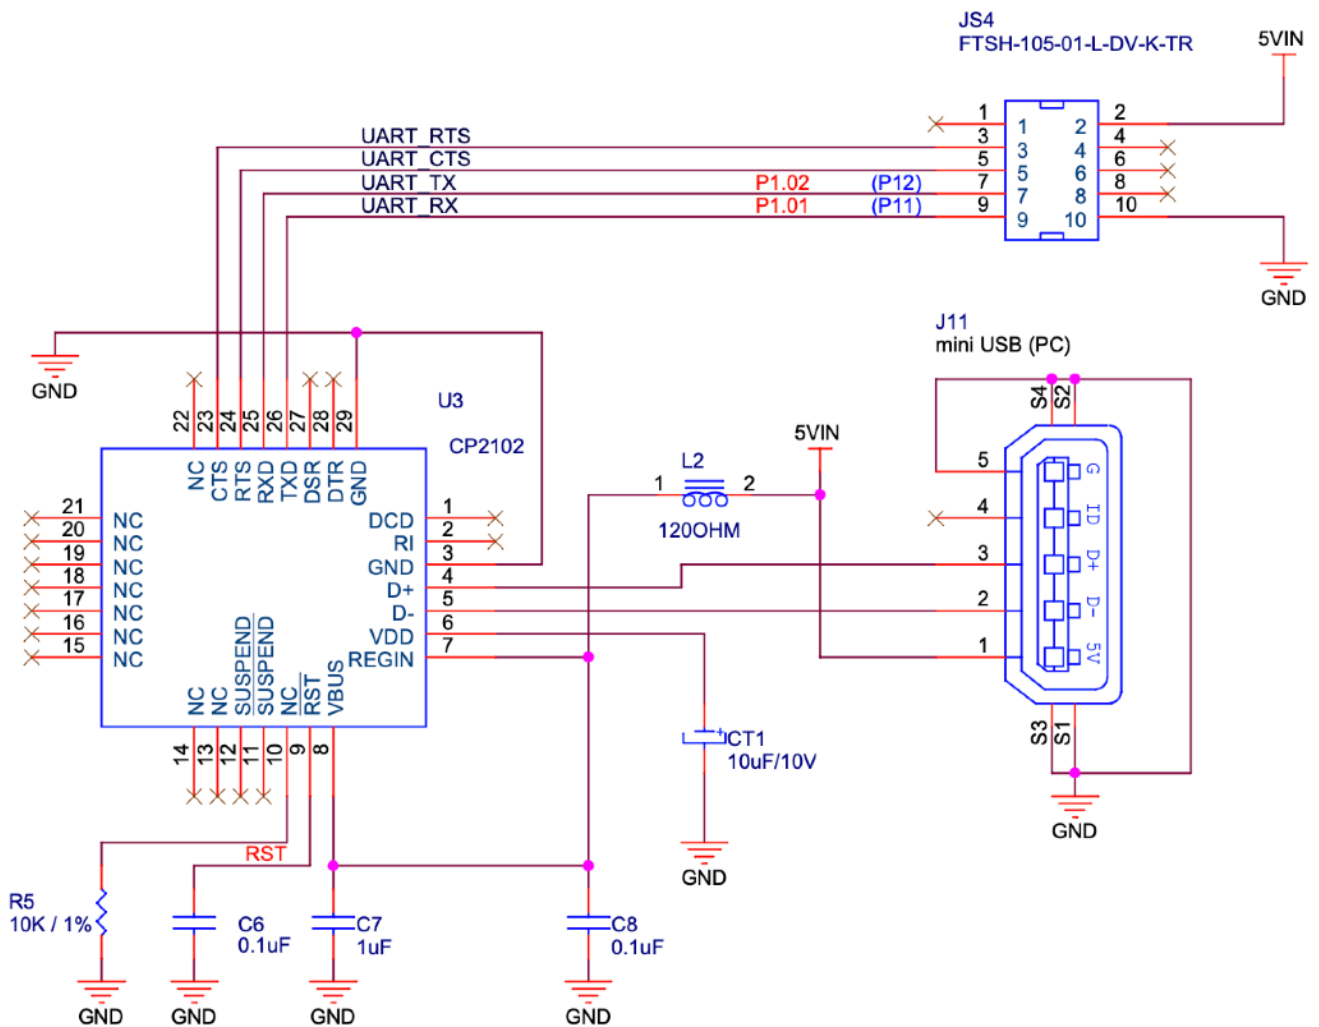 JS4
FTSH-105-01-L-DV-K-TR
5VIN
1 1 2 2
UART_RTS 3 3 4 4
UART_CTS 5 5 6 6
UART_TX P1.02 (P12) 7 7 8 8
UART_RX P1.01 (P11) 9 9 10 10
GND
GND
J11
mini USB (PC)
U3
CP2102
22 23 24 25 26 27 28 29
NC CTS RTS RXD TXD DSR DTR GND
21 NC
20 NC
19 NC
18 NC
17 NC
16 NC
15 NC
DCD 1
RI 2
GND 3
D+ 4
D- 5
VDD 6
REGIN 7
NC NC SUSPEND SUSPEND NC RST VBUS
14 13 12 11 10 9 8
5VIN
L2
1 2
120OHM
S4 S2
5 G
4 ID
3 D+
2 D-
1 5V
S3 S1
GND
CT1
+
10uF/10V
GND
RST
R5
10K / 1%
C6
0.1uF
C7
1uF
C8
0.1uF
GND GND GND GND